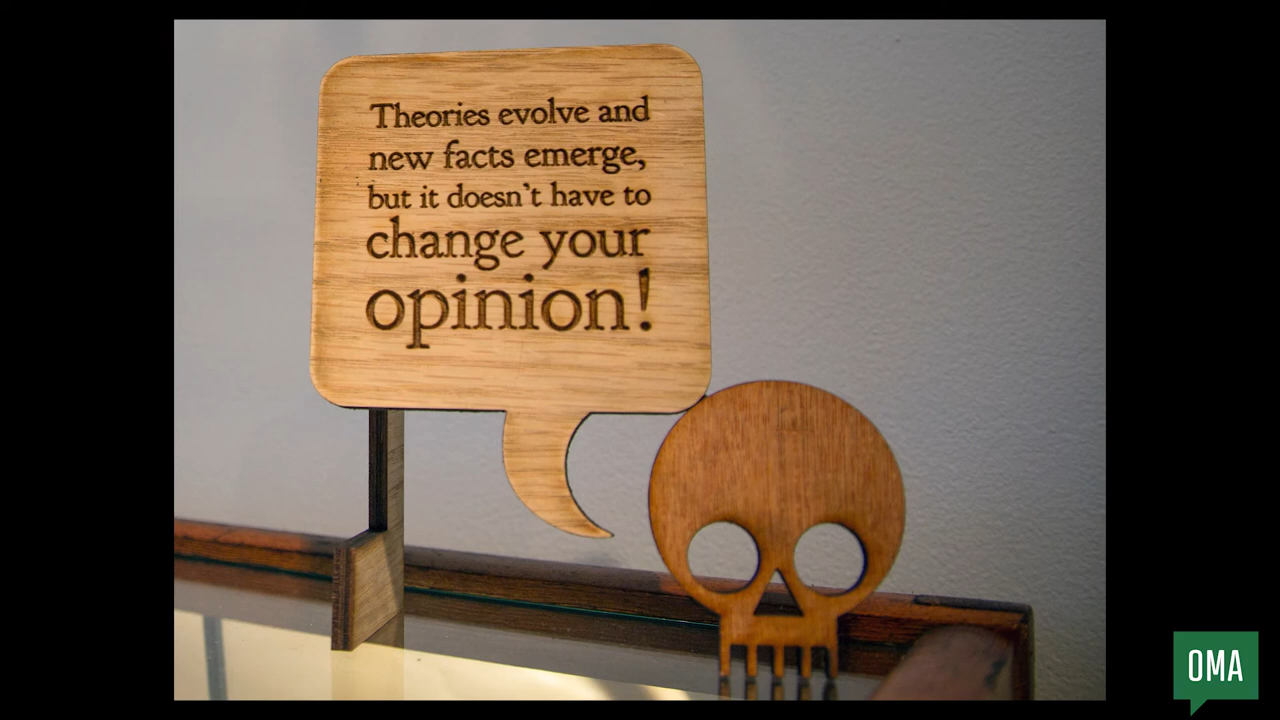 Theories evolve and
new facts emerge,
but it doesn't have to
change your
opinion!
OMA